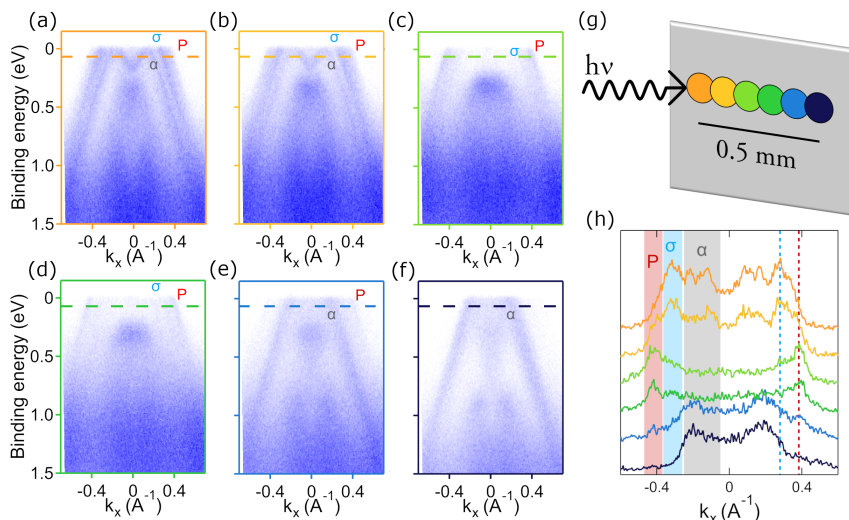 (a)
σ
P
α
0
0.5
1.0
1.5
Binding energy (eV)
-0.4 0 0.4
kx (A-1)
(b)
σ
P
α
-0.4 0 0.4
kx (A-1)
(c)
σ
P
-0.4 0 0.4
kx (A-1)
(g)
hν
0.5 mm
(d)
σ
P
0
0.5
1.0
1.5
Binding energy (eV)
-0.4 0 0.4
kx (A-1)
(e)
α
-0.4 0 0.4
kx (A-1)
(f)
α
-0.4 0 0.4
kx (A-1)
(h)
P σ α
-0.4 0 0.4
kx (A-1)